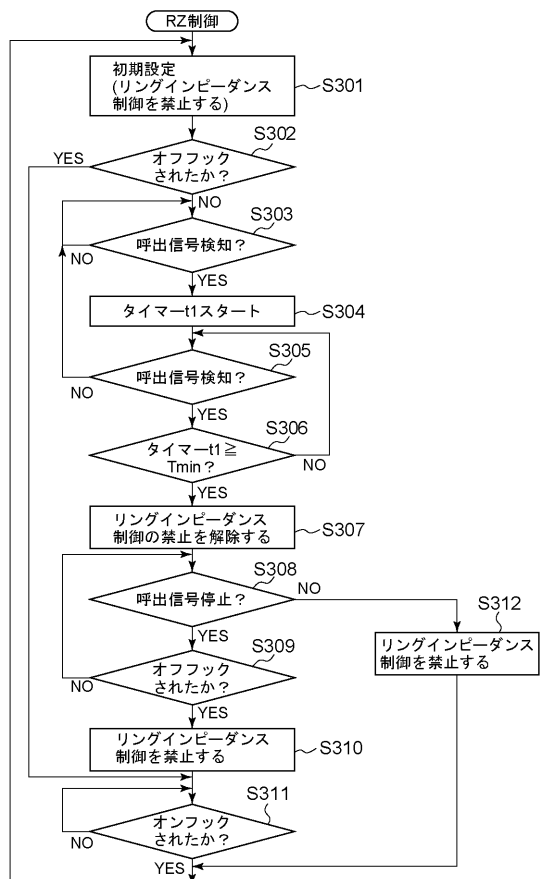 RZ制御
初期設定
(リングインピーダンス
制御を禁止する)
S301
S302
YES
オフフック
されたか？
NO
S303
呼出信号検知？
NO
YES
タイマーt1スタート
S304
S305
呼出信号検知？
NO
YES
S306
タイマーt1≧
Tmin？
NO
YES
リングインピーダンス
制御の禁止を解除する
S307
S308
NO
呼出信号停止？
S312
YES
リングインピーダンス
制御を禁止する
S309
オフフック
されたか？
NO
YES
リングインピーダンス
制御を禁止する
S310
S311
オンフック
されたか？
NO
YES